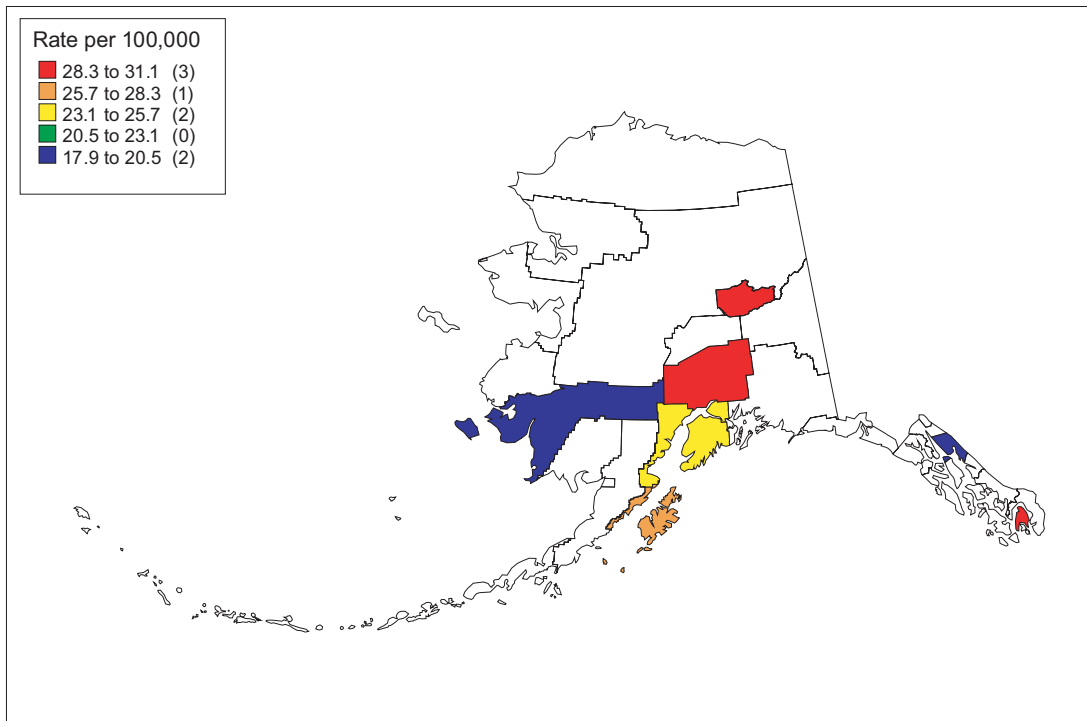 Rate per 100,000
28.3 to 31.1 (3)
25.7 to 28.3 (1)
23.1 to 25.7 (2)
20.5 to 23.1 (0)
17.9 to 20.5 (2)